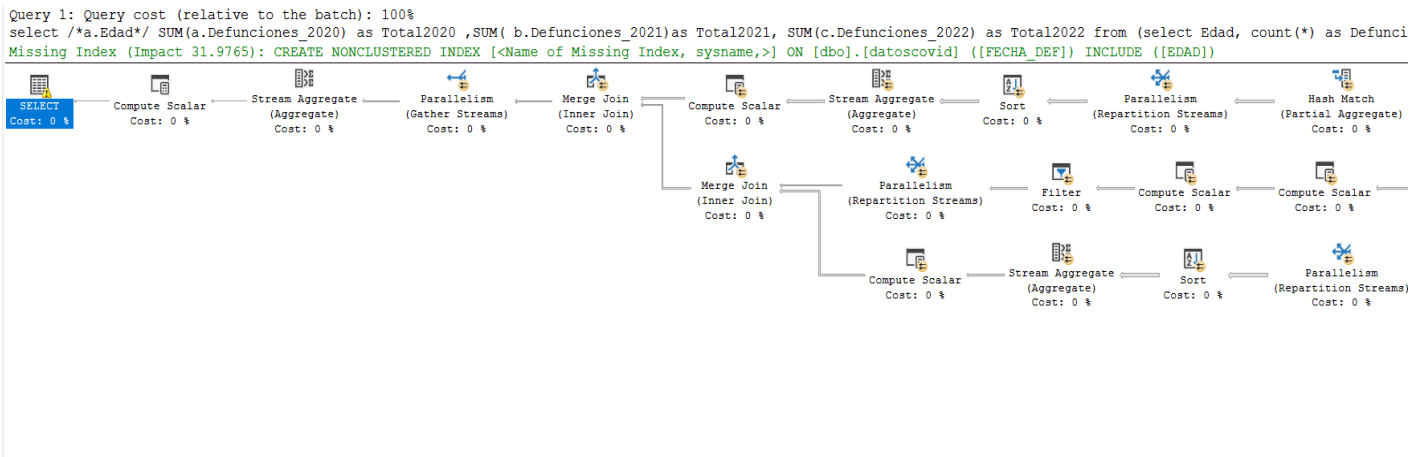 Query 1: Query cost (relative to the batch): 100%
select /*a.Edad*/ SUM(a.Defunciones_2020) as Total2020 ,SUM( b.Defunciones_2021)as Total2021, SUM(c.Defunciones_2022) as Total2022 from (select Edad, count(*) as Defunci
Missing Index (Impact 31.9765): CREATE NONCLUSTERED INDEX [<Name of Missing Index, sysname,>] ON [dbo].[datoscovid] ([FECHA_DEF]) INCLUDE ([EDAD])
SELECT
Cost: 0 %
Compute Scalar
Cost: 0 %
Stream Aggregate
(Aggregate)
Cost: 0 %
Parallelism
(Gather Streams)
Cost: 0 %
Merge Join
(Inner Join)
Cost: 0 %
Compute Scalar
Cost: 0 %
Stream Aggregate
(Aggregate)
Cost: 0 %
Sort
Cost: 0 %
Parallelism
(Repartition Streams)
Cost: 0 %
Hash Match
(Partial Aggregate)
Cost: 0 %
Merge Join
(Inner Join)
Cost: 0 %
Parallelism
(Repartition Streams)
Cost: 0 %
Filter
Cost: 0 %
Compute Scalar
Cost: 0 %
Compute Scalar
Cost: 0 %
Compute Scalar
Cost: 0 %
Stream Aggregate
(Aggregate)
Cost: 0 %
Sort
Cost: 0 %
Parallelism
(Repartition Streams)
Cost: 0 %